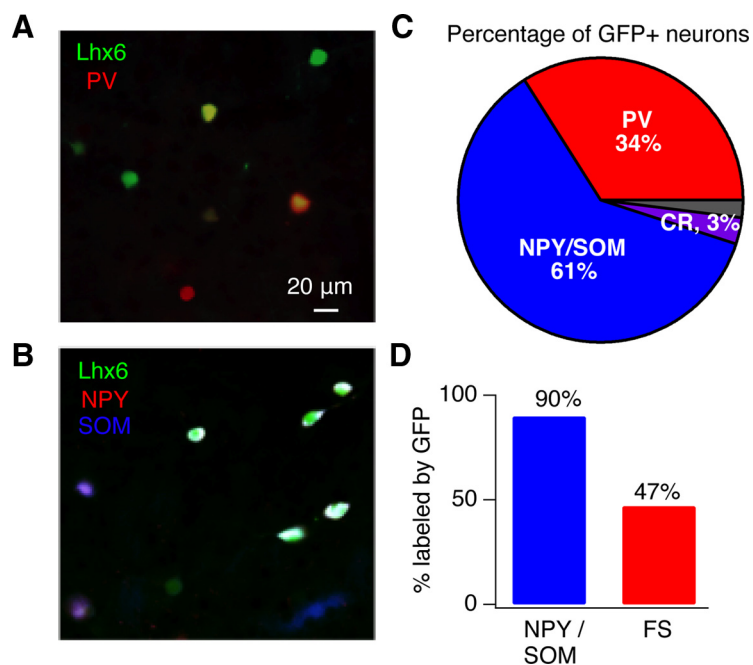 A
Lhx6
PV
20 µm
B
Lhx6
NPY
SOM
C
Percentage of GFP+ neurons
PV
34%
CR, 3%
NPY/SOM
61%
D
% labeled by GFP
100
50
0
90%
47%
NPY /
SOM
FS